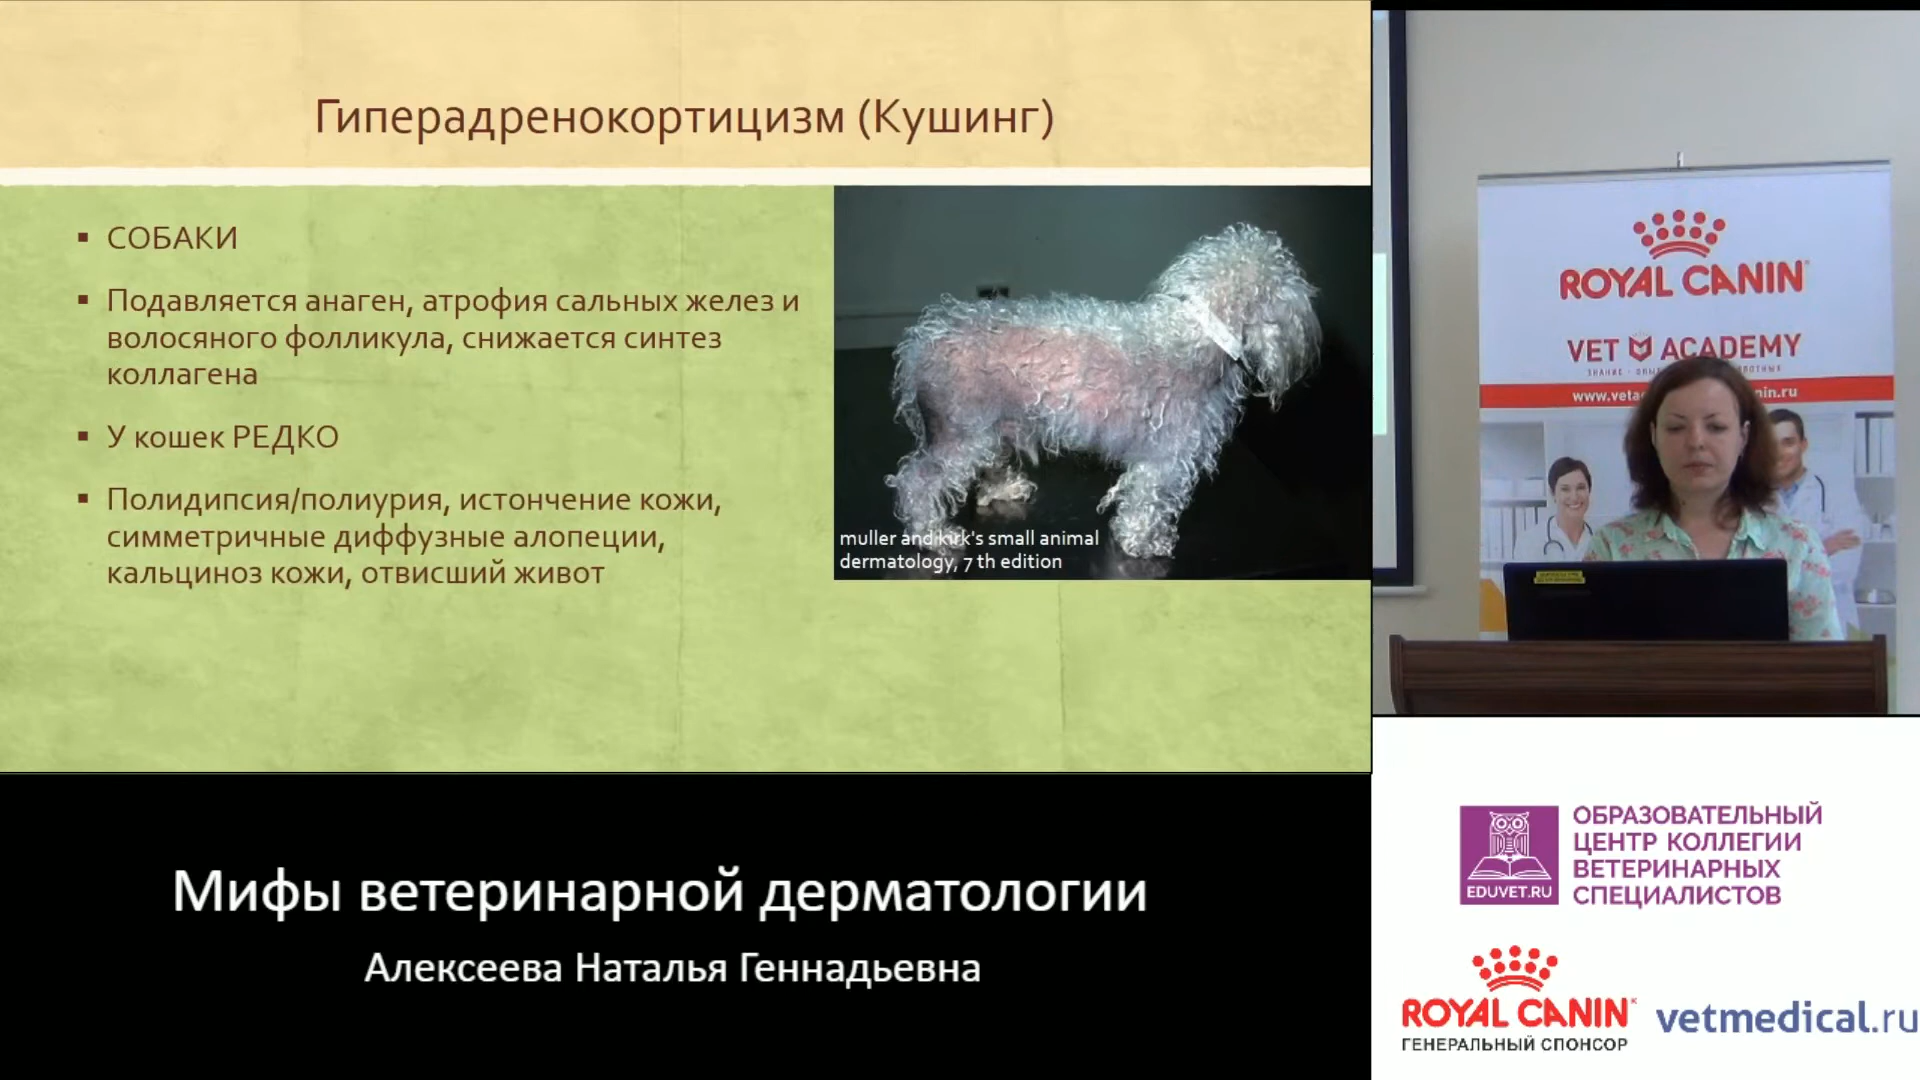 Гиперадренокортицизм (Кушинг)
▪ СОБАКИ
▪ Подавляется анаген, атрофия сальных желез и
волосяного фолликула, снижается синтез
коллагена
▪ У кошек РЕДКО
▪ Полидипсия/полиурия, истончение кожи,
симметричные диффузные алопеции,
кальциноз кожи, отвисший живот
muller and kirk's small animal
dermatology, 7 th edition
ROYAL CANIN
VET ACADEMY
ЗНАНИЕ
www.veta
nin.ru
Мифы ветеринарной дерматологии
Алексеева Наталья Геннадьевна
ОБРАЗОВАТЕЛЬНЫЙ
ЦЕНТР КОЛЛЕГИИ
ВЕТЕРИНАРНЫХ
СПЕЦИАЛИСТОВ
EDUVET.RU
ROYAL CANIN
ГЕНЕРАЛЬНЫЙ СПОНСОР
vetmedical.ru